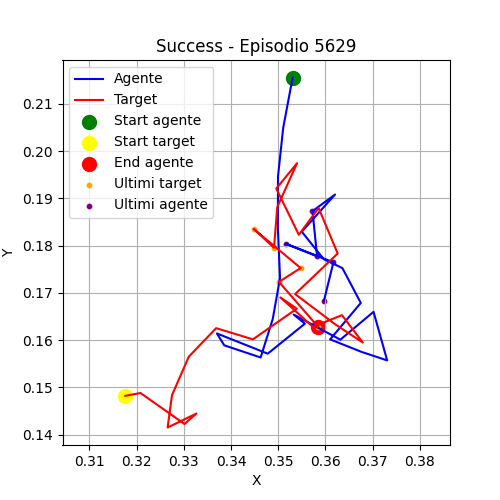 Success - Episodio 5629
Agente
Target
Start agente
Start target
End agente
Ultimi target
Ultimi agente
Y
0.21
0.20
0.19
0.18
0.17
0.16
0.15
0.14
0.31 0.32 0.33 0.34 0.35 0.36 0.37 0.38
X